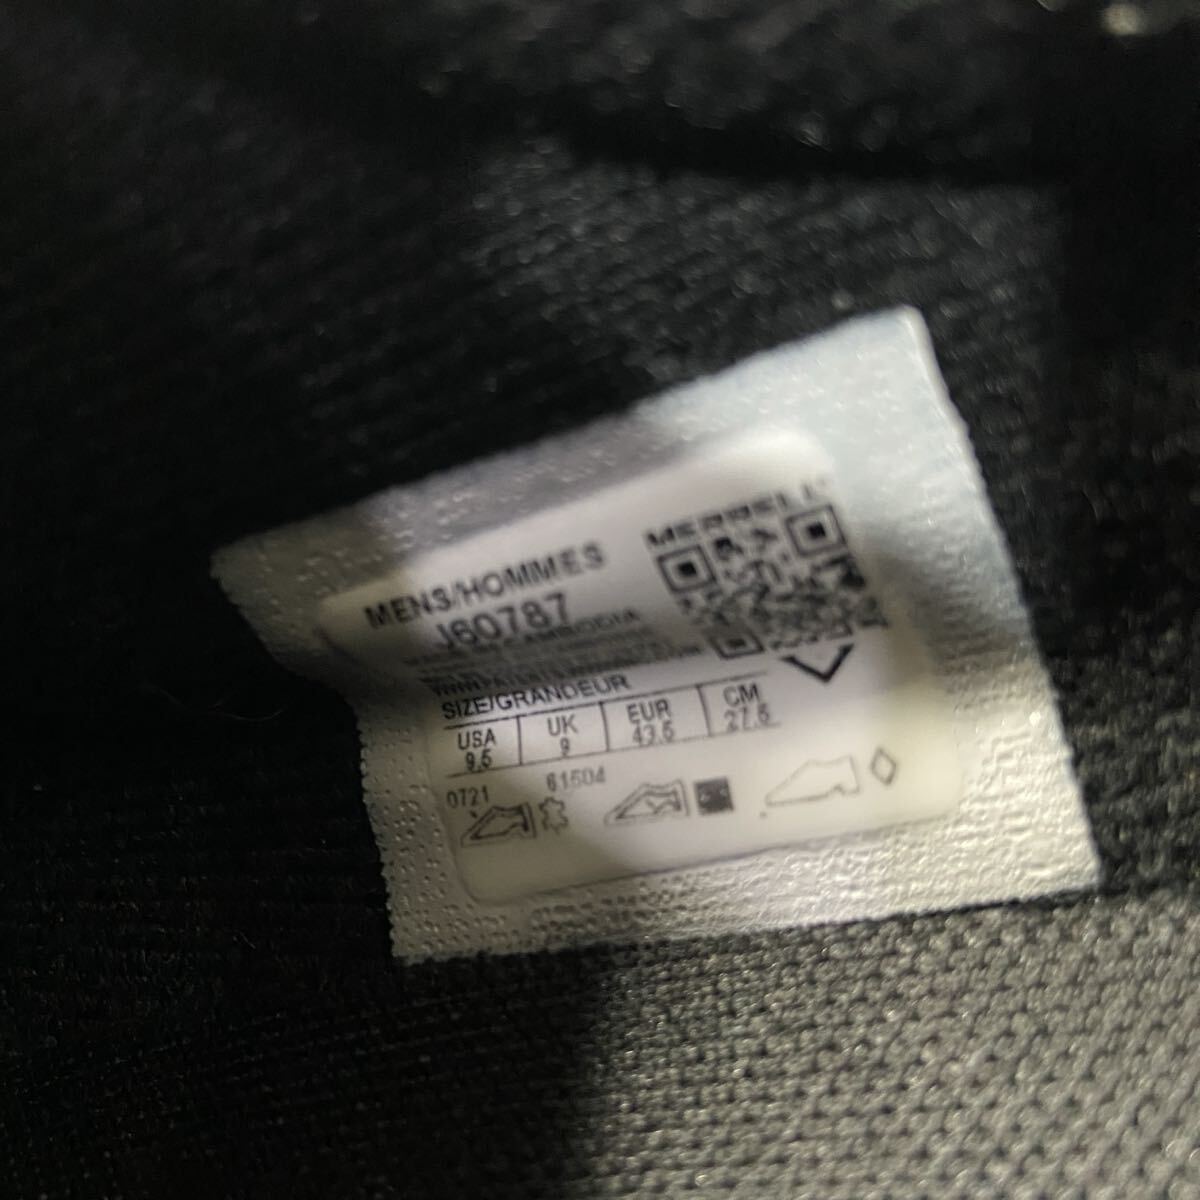 MERRELL
MENS/HOMMES
J60787
SIZE/GRANDEUR
USA UK EUR CM
9.5 9 43.5 27.5
0721 61504